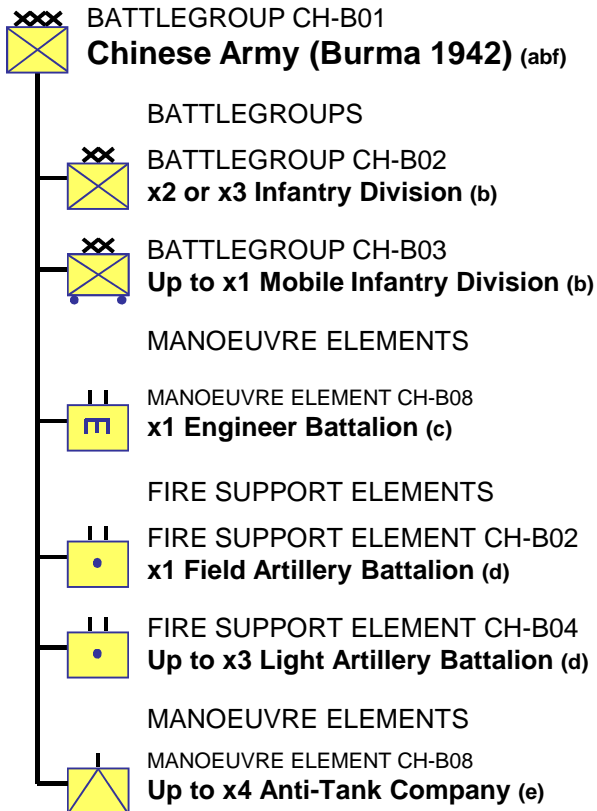 BATTLEGROUP CH-B01
Chinese Army (Burma 1942) (abf)
BATTLEGROUPS
BATTLEGROUP CH-B02
x2 or x3 Infantry Division (b)
BATTLEGROUP CH-B03
Up to x1 Mobile Infantry Division (b)
MANOEUVRE ELEMENTS
MANOEUVRE ELEMENT CH-B08
x1 Engineer Battalion (c)
FIRE SUPPORT ELEMENTS
FIRE SUPPORT ELEMENT CH-B02
x1 Field Artillery Battalion (d)
FIRE SUPPORT ELEMENT CH-B04
Up to x3 Light Artillery Battalion (d)
MANOEUVRE ELEMENTS
MANOEUVRE ELEMENT CH-B08
Up to x4 Anti-Tank Company (e)